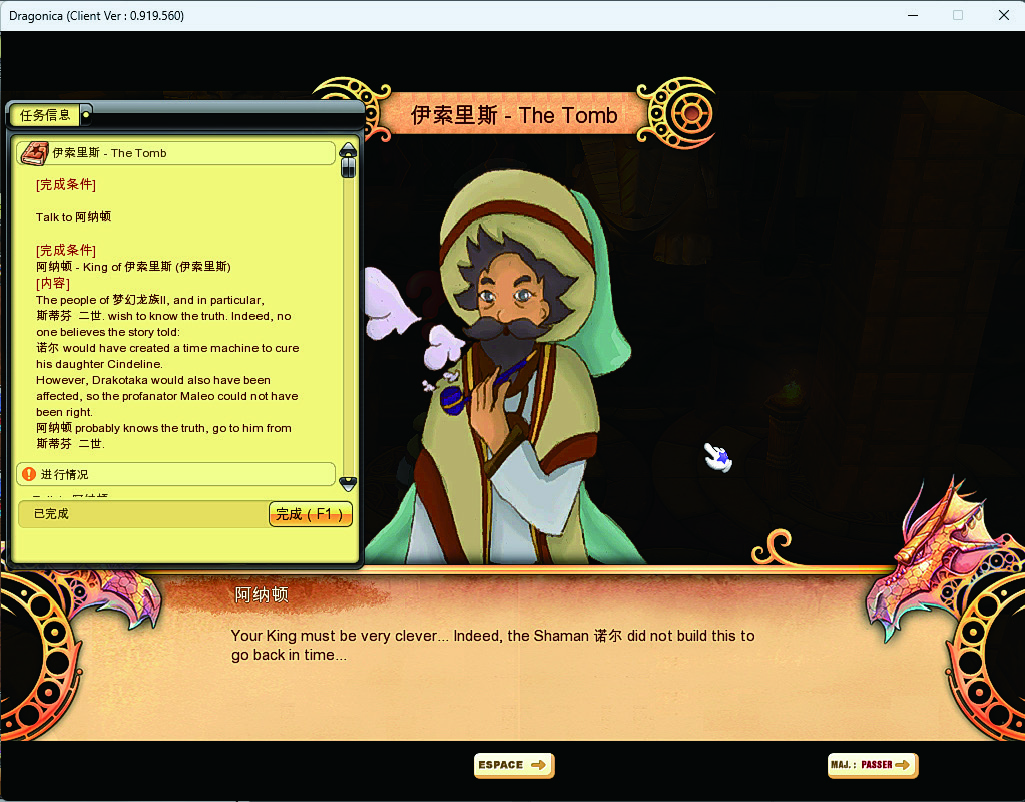 Dragonica (Client Ver : 0.919.560)
伊索里斯 - The Tomb
任务信息
伊索里斯 - The Tomb
[完成条件]
Talk to 阿纳顿
[完成条件]
阿纳顿 - King of 伊索里斯 (伊索里斯)
[内容]
The people of 梦幻龙族II, and in particular,
斯蒂芬 二世. wish to know the truth. Indeed, no
one believes the story told:
诺尔 would have created a time machine to cure
his daughter Cindeline.
However, Drakotaka would also have been
affected, so the profanator Maleo could not have
been right.
阿纳顿 probably knows the truth, go to him from
斯蒂芬 二世.
进行情况
Talk to 阿纳顿
已完成
完成 ( F1 )
阿纳顿
Your King must be very clever... Indeed, the Shaman 诺尔 did not build this to
go back in time...
ESPACE
MAJ. : PASSER